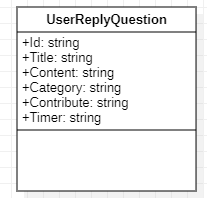 UserReplyQuestion
+Id: string
+Title: string
+Content: string
+Category: string
+Contribute: string
+Timer: string